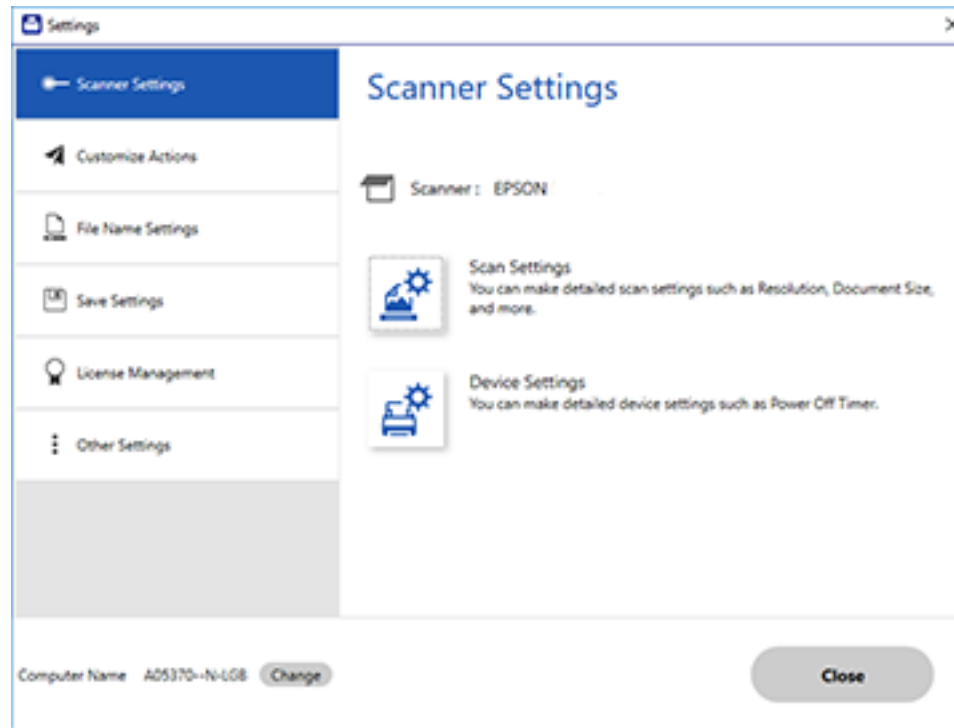 Settings
Scanner Settings
Customize Actions
File Name Settings
Save Settings
License Management
Other Settings
Scanner Settings
Scanner : EPSON
Scan Settings
You can make detailed scan settings such as Resolution, Document Size,
and more.
Device Settings
You can make detailed device settings such as Power Off Timer.
Computer Name A05370--N-LGB Change
Close